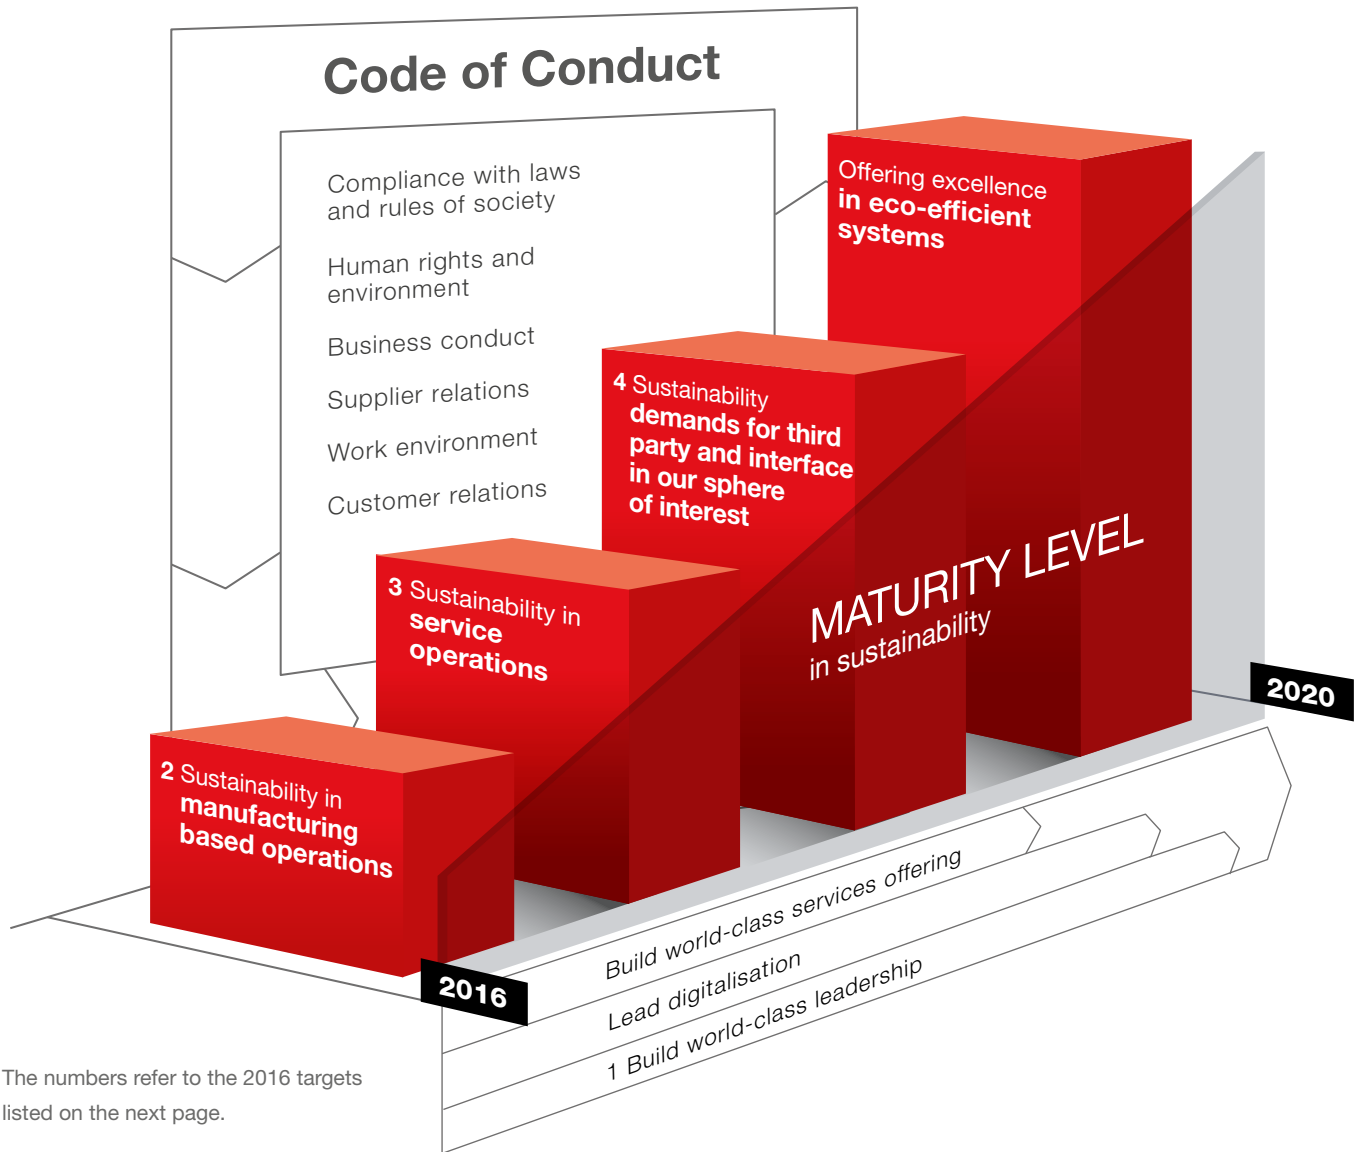 Code of Conduct
Compliance with laws
and rules of society
Human rights and
environment
Business conduct
Supplier relations
Work environment
Customer relations
Offering excellence
in eco-efficient
systems
4 Sustainability
demands for third
party and interface
in our sphere
of interest
3 Sustainability in
service
operations
2 Sustainability in
manufacturing
based operations
MATURITY LEVEL
in sustainability
2020
2016
Build world-class services offering
Lead digitalisation
1 Build world-class leadership
The numbers refer to the 2016 targets
listed on the next page.